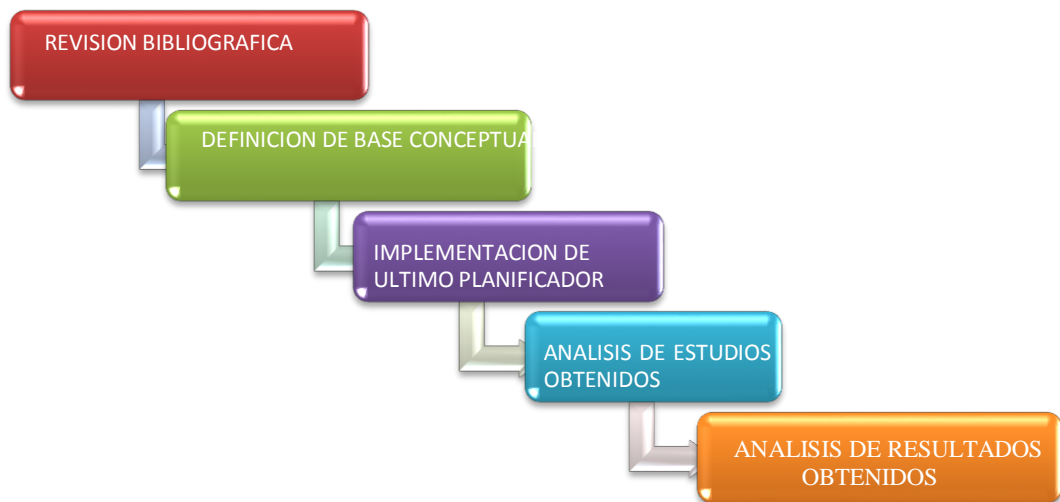 REVISION BIBLIOGRAFICA
DEFINICION DE BASE CONCEPTUAL
IMPLEMENTACION DE
ULTIMO PLANIFICADOR
ANALISIS DE ESTUDIOS
OBTENIDOS
ANALISIS DE RESULTADOS
OBTENIDOS